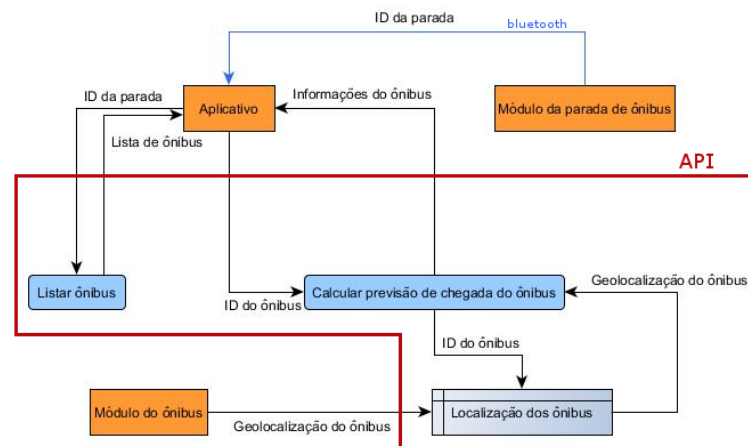 ID da parada
bluetooth
ID da parada
Aplicativo
Informações do ônibus
Módulo da parada de ônibus
Lista de ônibus
API
Listar ônibus
ID do ônibus
Calcular previsão de chegada do ônibus
Geolocalização do ônibus
ID do ônibus
Módulo do ônibus
Geolocalização do ônibus
Localização dos ônibus